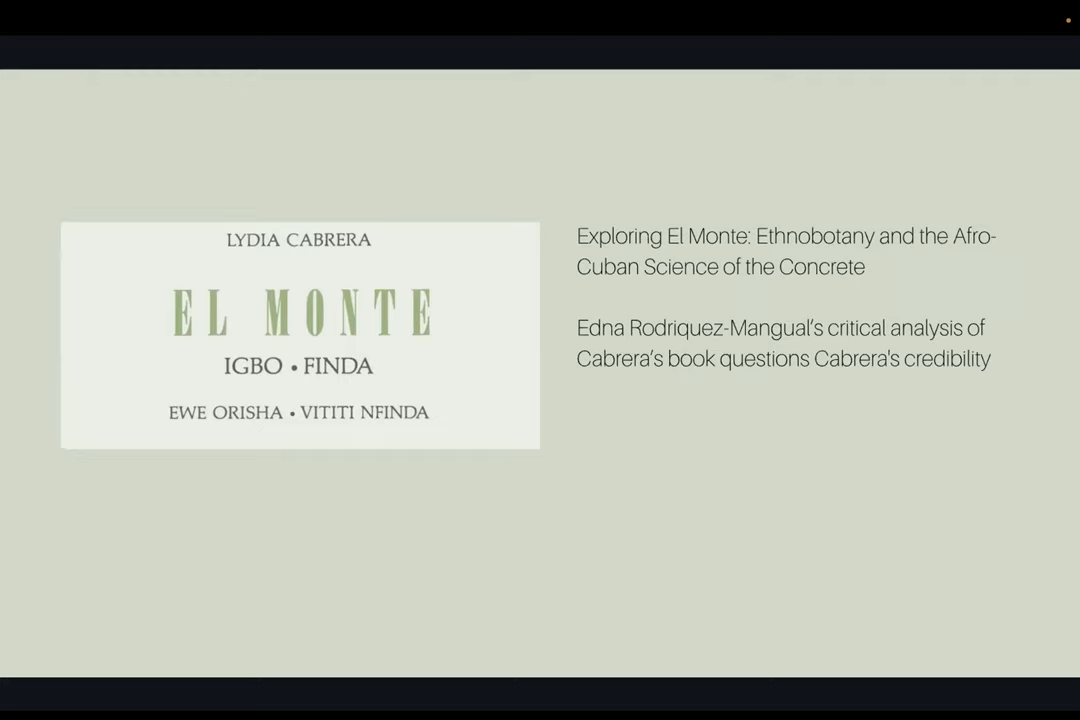 LYDIA CABRERA
EL MONTE
IGBO • FINDA
EWE ORISHA • VITITI NFINDA
Exploring El Monte: Ethnobotany and the Afro-
Cuban Science of the Concrete
Edna Rodriquez-Mangual’s critical analysis of
Cabrera’s book questions Cabrera's credibility